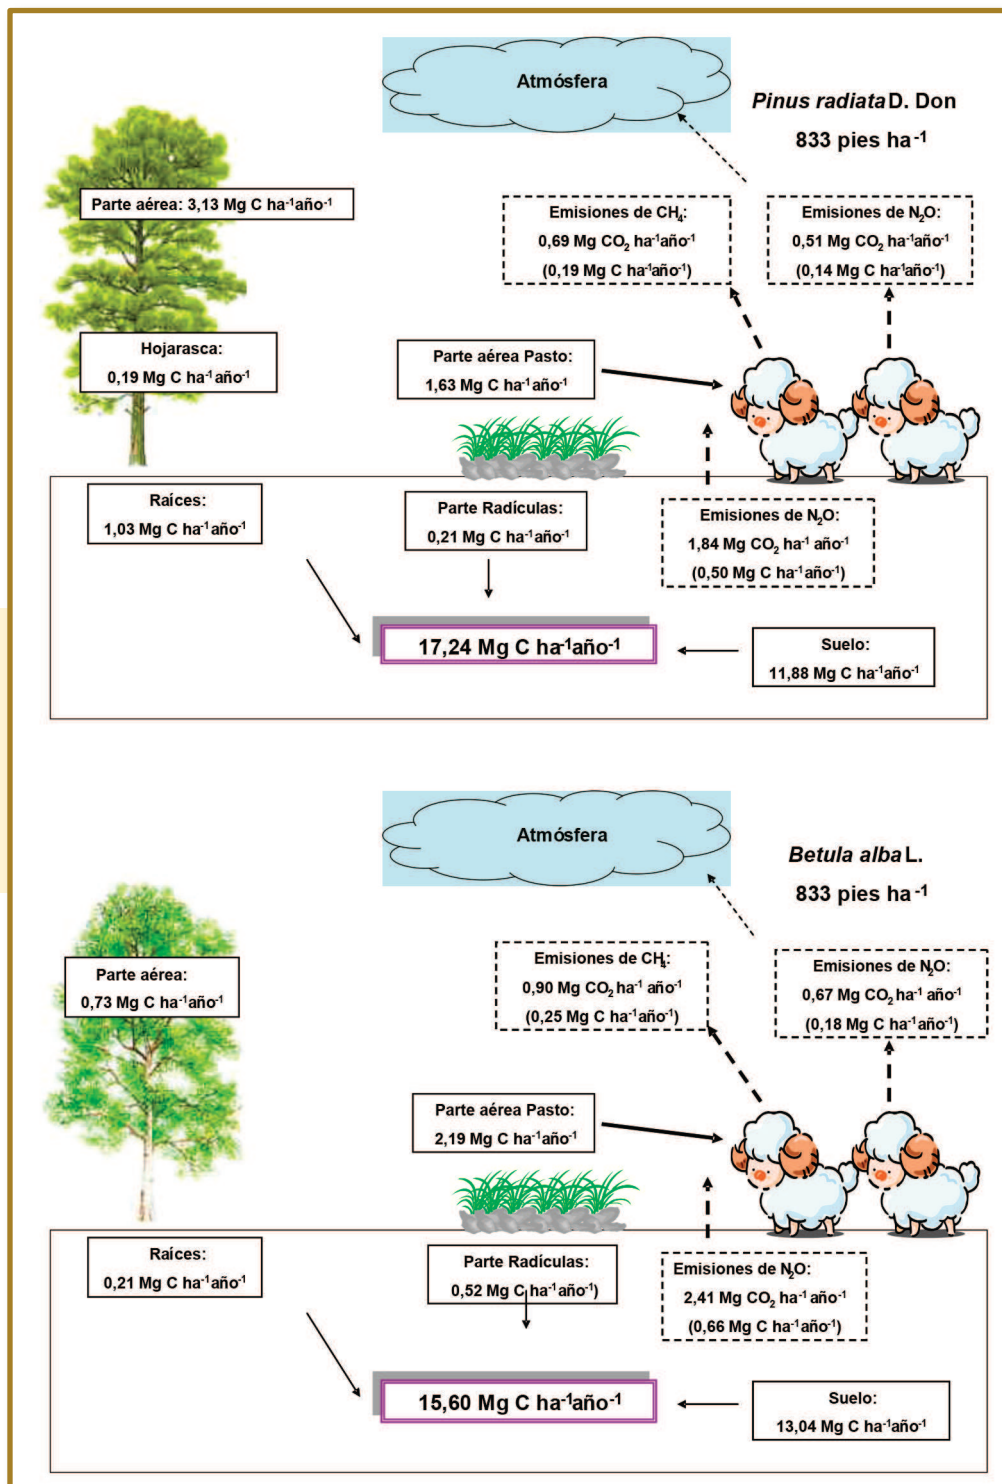 Atmósfera
Pinus radiata D. Don
833 pies ha⁻¹
Parte aérea: 3,13 Mg C ha⁻¹año⁻¹
Emisiones de CH₄:
0,69 Mg CO₂ ha⁻¹año⁻¹
(0,19 Mg C ha⁻¹año⁻¹)
Emisiones de N₂O:
0,51 Mg CO₂ ha⁻¹año⁻¹
(0,14 Mg C ha⁻¹año⁻¹)
Hojarasca:
0,19 Mg C ha⁻¹año⁻¹
Parte aérea Pasto:
1,63 Mg C ha⁻¹año⁻¹
Raíces:
1,03 Mg C ha⁻¹año⁻¹
Parte Radículas:
0,21 Mg C ha⁻¹año⁻¹
Emisiones de N₂O:
1,84 Mg CO₂ ha⁻¹ año⁻¹
(0,50 Mg C ha⁻¹año⁻¹)
17,24 Mg C ha⁻¹año⁻¹
Suelo:
11,88 Mg C ha⁻¹año⁻¹
Atmósfera
Betula alba L.
833 pies ha⁻¹
Parte aérea:
0,73 Mg C ha⁻¹año⁻¹
Emisiones de CH₄:
0,90 Mg CO₂ ha⁻¹ año⁻¹
(0,25 Mg C ha⁻¹año⁻¹)
Emisiones de N₂O:
0,67 Mg CO₂ ha⁻¹ año⁻¹
(0,18 Mg C ha⁻¹año⁻¹)
Parte aérea Pasto:
2,19 Mg C ha⁻¹año⁻¹
Raíces:
0,21 Mg C ha⁻¹año⁻¹
Parte Radículas:
0,52 Mg C ha⁻¹año⁻¹)
Emisiones de N₂O:
2,41 Mg CO₂ ha⁻¹ año⁻¹
(0,66 Mg C ha⁻¹año⁻¹)
15,60 Mg C ha⁻¹año⁻¹
Suelo:
13,04 Mg C ha⁻¹año⁻¹